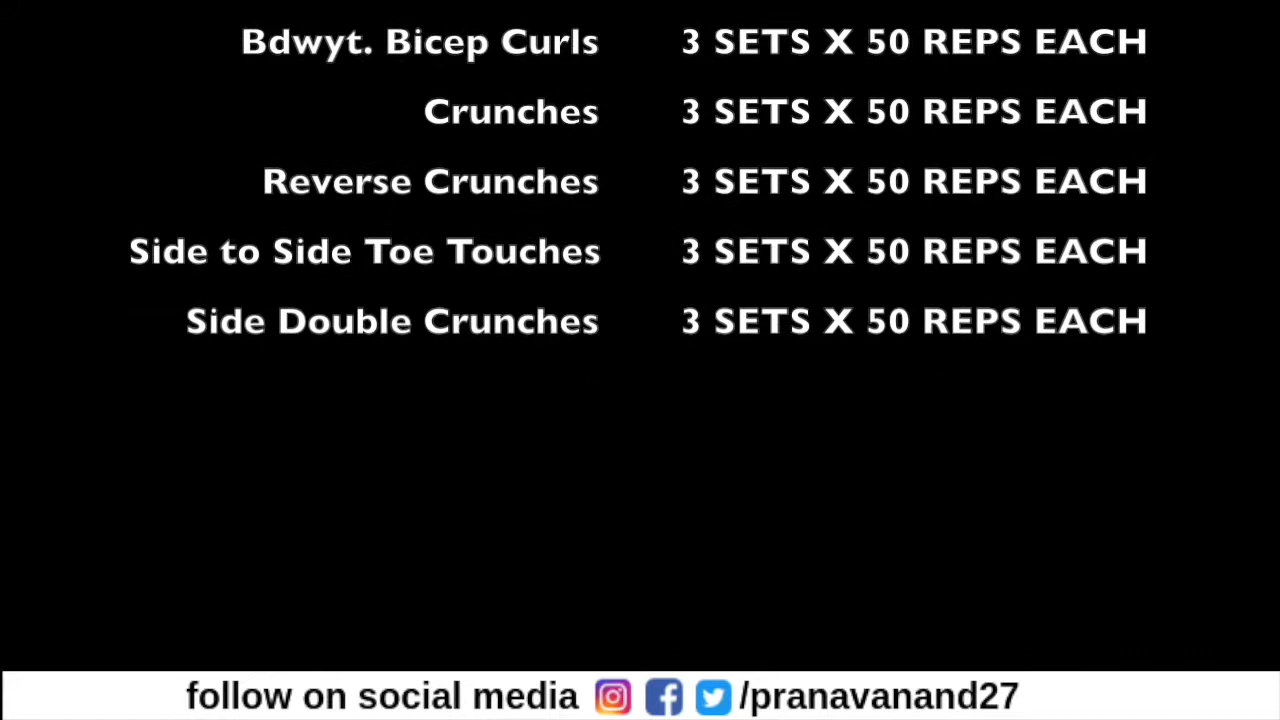 Bdwyt. Bicep Curls 3 SETS X 50 REPS EACH
Crunches 3 SETS X 50 REPS EACH
Reverse Crunches 3 SETS X 50 REPS EACH
Side to Side Toe Touches 3 SETS X 50 REPS EACH
Side Double Crunches 3 SETS X 50 REPS EACH
follow on social media /pranavanand27